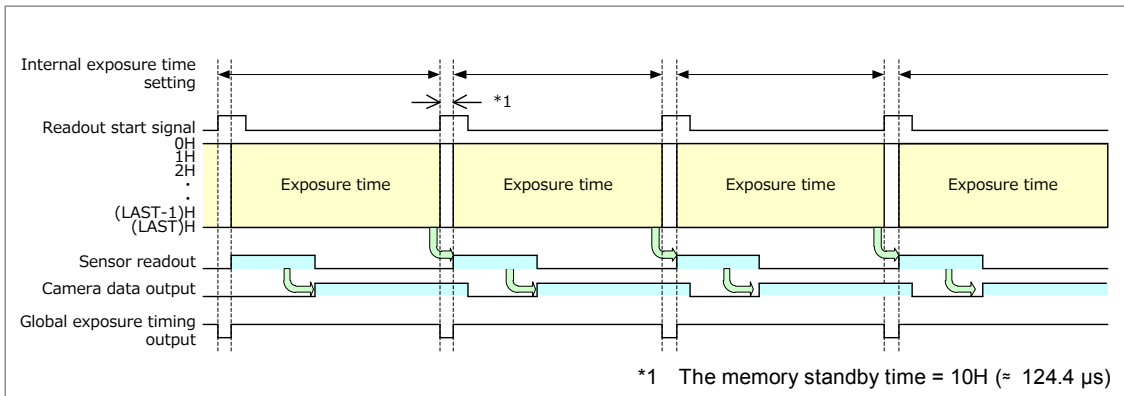 Internal exposure time
setting
*1
Readout start signal
0H
1H
2H
・
・
(LAST-1)H
(LAST)H
Exposure time
Exposure time
Exposure time
Exposure time
Sensor readout
Camera data output
Global exposure timing
output
*1 The memory standby time = 10H (≈ 124.4 µs)